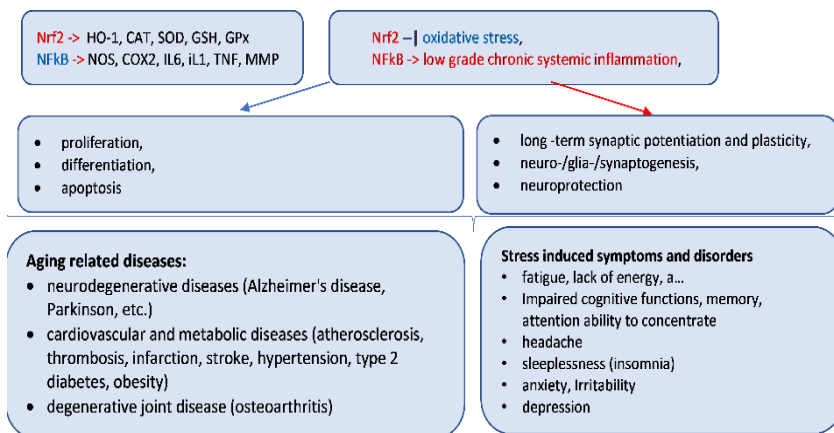 Nrf2 -> HO-1, CAT, SOD, GSH, GPx
NFkB -> NOS, COX2, IL6, iL1, TNF, MMP
Nrf2 –| oxidative stress,
NFkB -> low grade chronic systemic inflammation,
• proliferation,
• differentiation,
• apoptosis
• long -term synaptic potentiation and plasticity,
• neuro-/glia-/synaptogenesis,
• neuroprotection
Aging related diseases:
• neurodegenerative diseases (Alzheimer's disease,
Parkinson, etc.)
• cardiovascular and metabolic diseases (atherosclerosis,
thrombosis, infarction, stroke, hypertension, type 2
diabetes, obesity)
• degenerative joint disease (osteoarthritis)
Stress induced symptoms and disorders
• fatigue, lack of energy, a...
• Impaired cognitive functions, memory,
attention ability to concentrate
• headache
• sleeplessness (insomnia)
• anxiety, Irritability
• depression